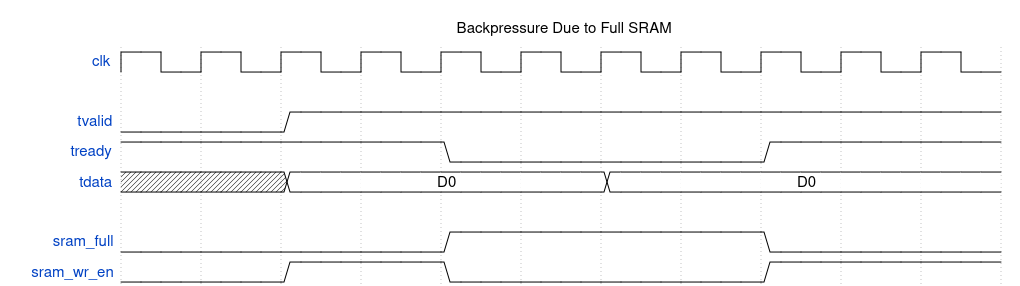 Backpressure Due to Full SRAM
clk
tvalid
tready
tdata D0 D0
sram_full
sram_wr_en